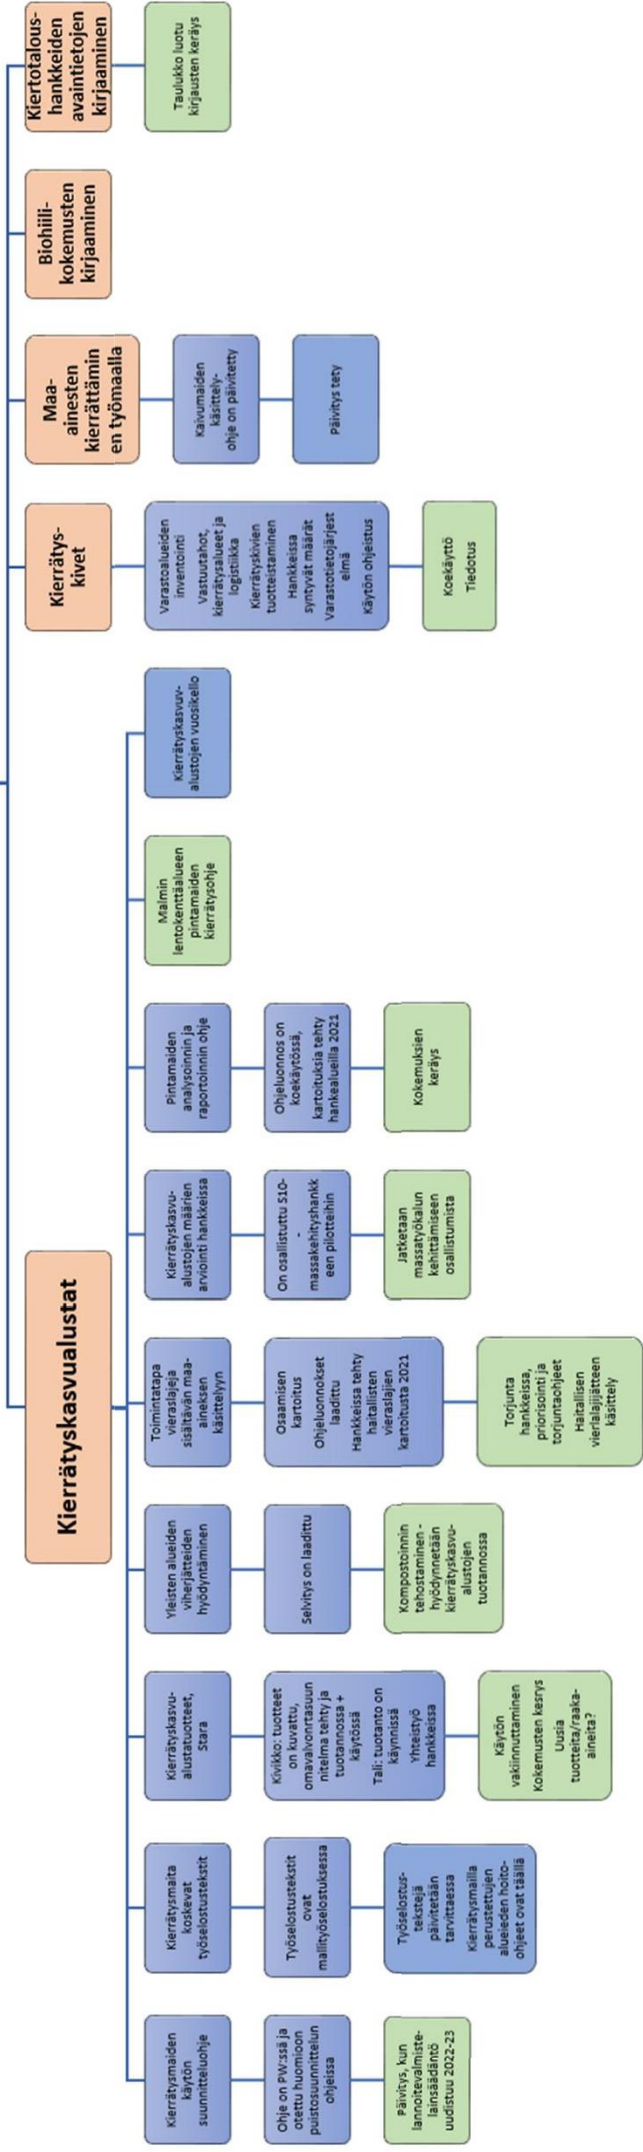 Kierrätyskasvualustat
Kierrätysmaiden
käytön
suunnitteluohje
Ohje on PW:ssä ja
otettu huomioon
puistosuunnittelun
ohjeissa
Päivitys, kun
lannoitevalmiste-
lainsäädäntö
uudistuu 2022-23
Kierrätysmaita
koskevat
työselostustekstit
Työselostustekstit
ovat
mallityöselostuksessa
Työselostus-
tekstejä
päivitetään
tarvittaessa
Kierrätysmailla
perustettujen
alueieden hoito-
ohjeet ovat täällä
Kierrätyskasvu-
alustatuotteet,
Stara
Kivikko: tuotteet
on kuvattu,
omavalvonrtasuun
nitelma tehty ja
tuotannossa +
käytössä
Tali: tuotanto on
käynnissä
Yhteistyö
hankkeissa
Käytön
vakiinnuttaminen
Kokemusten kesrys
Uusia
tuotteita/raaka-
aineita?
Yleisten alueiden
viherjätteiden
hyödyntäminen
Selvitys on laadittu
Kompostoinnin
tehostaminen -
hyödynnetään
kierrätyskasvu-
alustojen
tuotannossa
Toimintatapa
vieraslajeja
sisältävän maa-
aineksen
käsittelyyn
Osaamisen
kartoitus
Ohjeluonnokset
laadittu
Hankkeissa tehty
haitallisten
vieraslajien
kartoitusta 2021
Torjunta
hankkeissa,
priorisointi ja
torjuntaohjeet
Haitallisen
vierlalajijätteen
käsittely
Kierrätyskasvu-
alustojen määrien
arviointi hankkeissa
On osallistuttu S10-
-
massakehityshankk
een pilotteihin
Jatketaan
massatyökalun
kehittämiseen
osallistumista
Pintamaiden
analysoinnin ja
raportoinnin ohje
Ohjeluonnos on
koekäytössä,
kartoituksia tehty
hankealueilla 2021
Kokemuksien
keräys
Malmin
lentokenttäalueen
pintamaiden
kierrätysohje
Kierrätyskasvuv-
alustojen vuosikello
Kierrätys-
kivet
Varastoalueiden
inventointi
Vastuutahot,
kierrätysalueet ja
logistiikka
Kierrätyskivien
tuotteistaminen
Hankkeissa
syntyvät määrät
Varastotietojärjest
elmä
Käytön ohjeistus
Koekäyttö
Tiedotus
Maa-
ainesten
kierrättämin
en työmaalla
Kaivumaiden
käsittely-
ohje on päivitetty
Päivitys tety
Biohiili-
kokemusten
kirjaaminen
Kiertotalous-
hankkeiden
avaintietojen
kirjaaminen
Taulukko luotu
kirjausten keräys